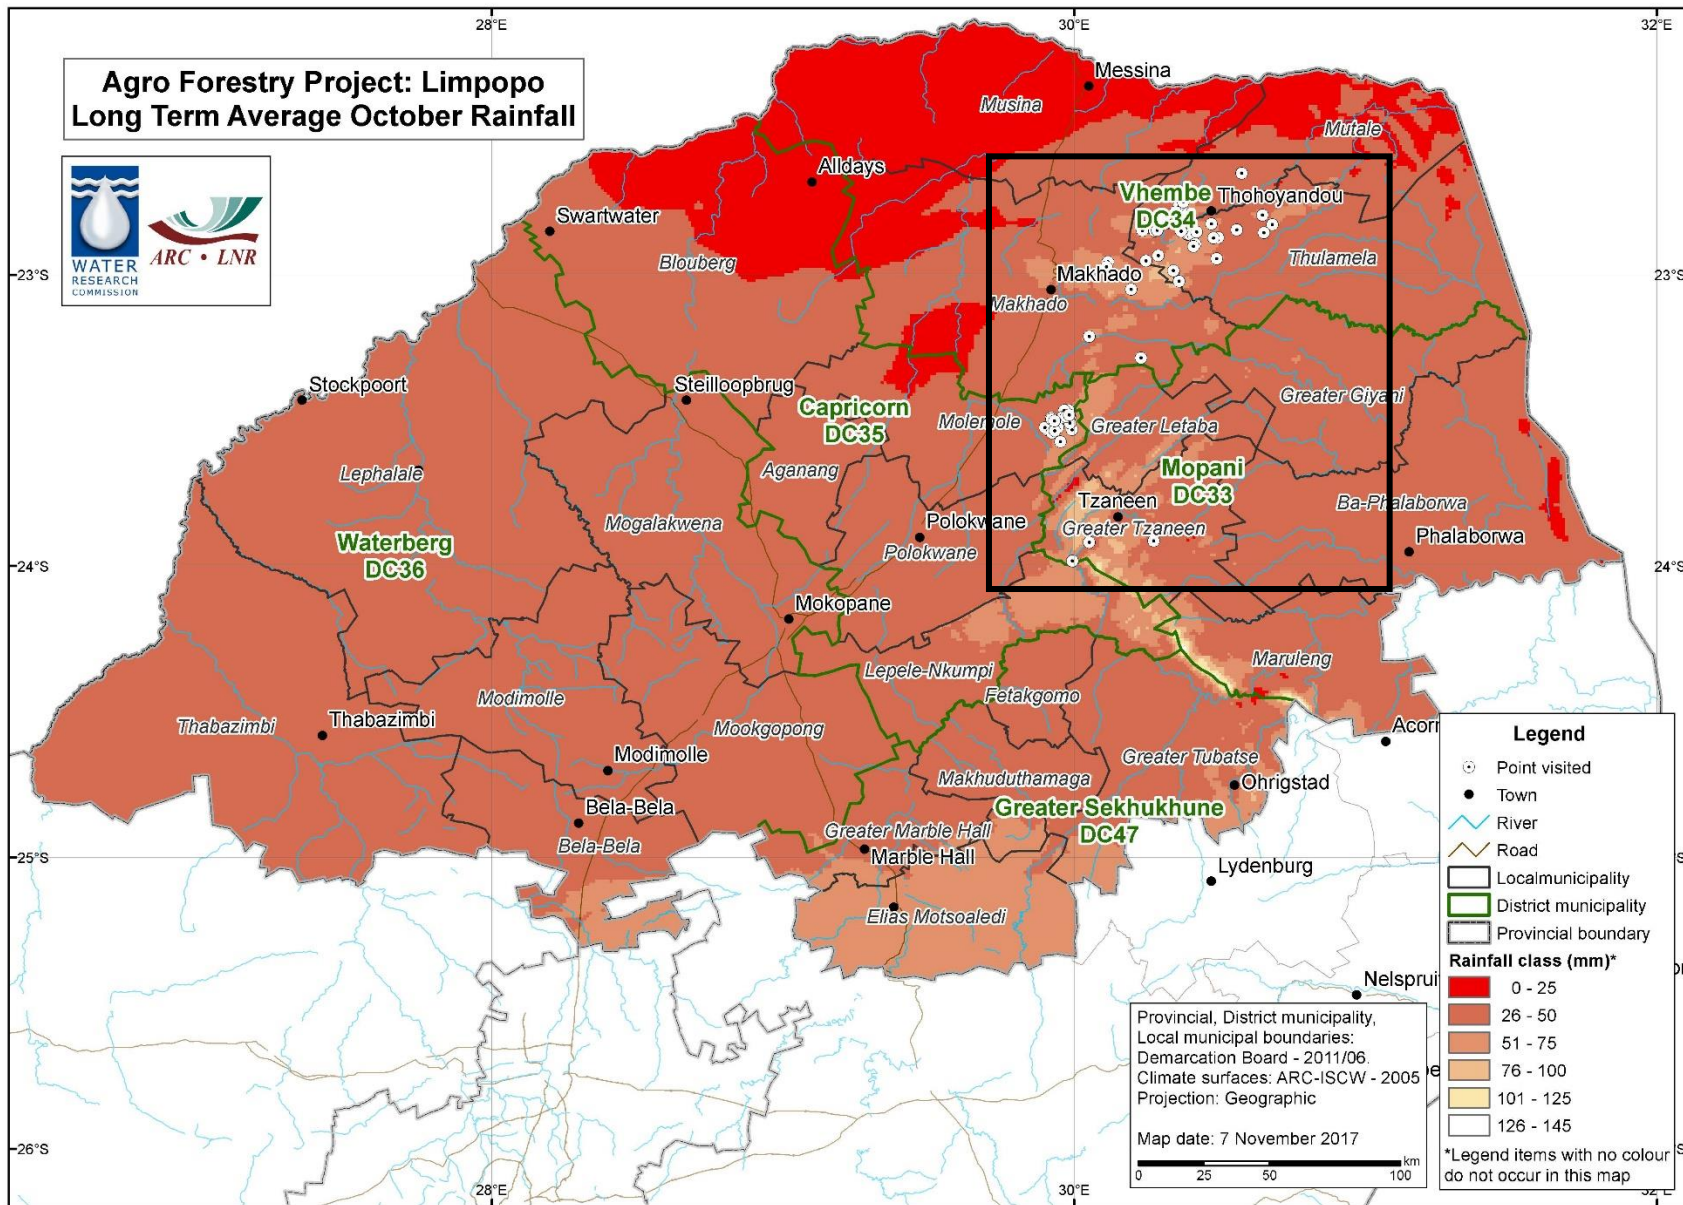 28°E
30°E
32°E
Agro Forestry Project: Limpopo
Long Term Average October Rainfall
WATER
RESEARCH
COMMISSION
ARC • LNR
Messina
Musina
Mutale
Alldays
Vhembe
DC34
Thohoyandou
Swartwater
23°S
23°S
Blouberg
Thulamela
Makhado
Makhado
Stockpoort
Steilloopbrug
Capricorn
DC35
Molemole
Greater Giyani
Greater Letaba
Aganang
Mopani
DC33
Lephalale
Ba-Phalaborwa
Tzaneen
Greater Tzaneen
Mogalakwena
Polokwane
Polokwane
Phalaborwa
Waterberg
DC36
24°S
24°S
Mokopane
Lepele-Nkumpi
Maruleng
Fetakgomo
Modimolle
Thabazimbi
Thabazimbi
Mookgopong
Modimolle
Greater Tubatse
Makhuduthamaga
Ohrigstad
Acorn
Bela-Bela
Bela-Bela
Greater Sekhukhune
DC47
Greater Marble Hall
Marble Hall
25°S
Lydenburg
Elias Motsoaledi
Nelspruit
26°S
28°E
30°E
32°E
Provincial, District municipality,
Local municipal boundaries:
Demarcation Board - 2011/06.
Climate surfaces: ARC-ISCW - 2005
Projection: Geographic
Map date: 7 November 2017
km
0 25 50 100
Legend
Point visited
Town
River
Road
Localmunicipality
District municipality
Provincial boundary
Rainfall class (mm)*
0 - 25
26 - 50
51 - 75
76 - 100
101 - 125
126 - 145
*Legend items with no colour
do not occur in this map